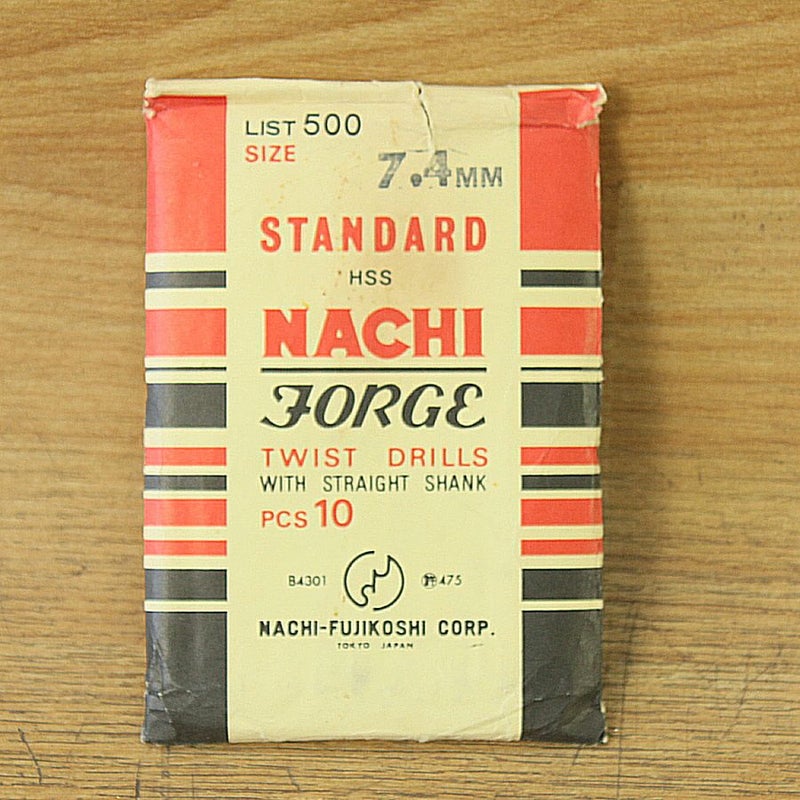 LIST 500
SIZE
7.4MM
STANDARD
HSS
NACHI
FORGE
TWIST DRILLS
WITH STRAIGHT SHANK
PCS 10
B4301
475
NACHI-FUJIKOSHI CORP.
TOKYO JAPAN